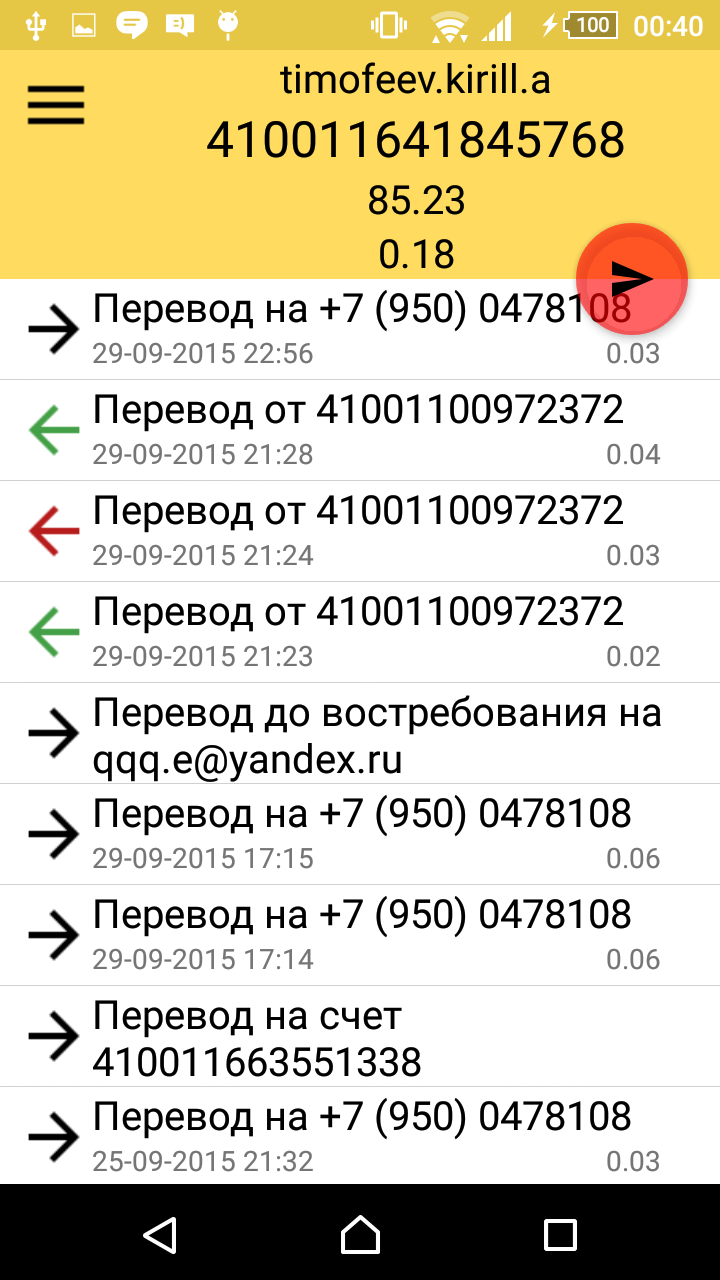 100 00:40
timofeev.kirill.a
410011641845768
85.23
0.18
Перевод на +7 (950) 0478108
29-09-2015 22:56 0.03
Перевод от 41001100972372
29-09-2015 21:28 0.04
Перевод от 41001100972372
29-09-2015 21:24 0.03
Перевод от 41001100972372
29-09-2015 21:23 0.02
Перевод до востребования на
qqq.e@yandex.ru
Перевод на +7 (950) 0478108
29-09-2015 17:15 0.06
Перевод на +7 (950) 0478108
29-09-2015 17:14 0.06
Перевод на счет
410011663551338
Перевод на +7 (950) 0478108
25-09-2015 21:32 0.03